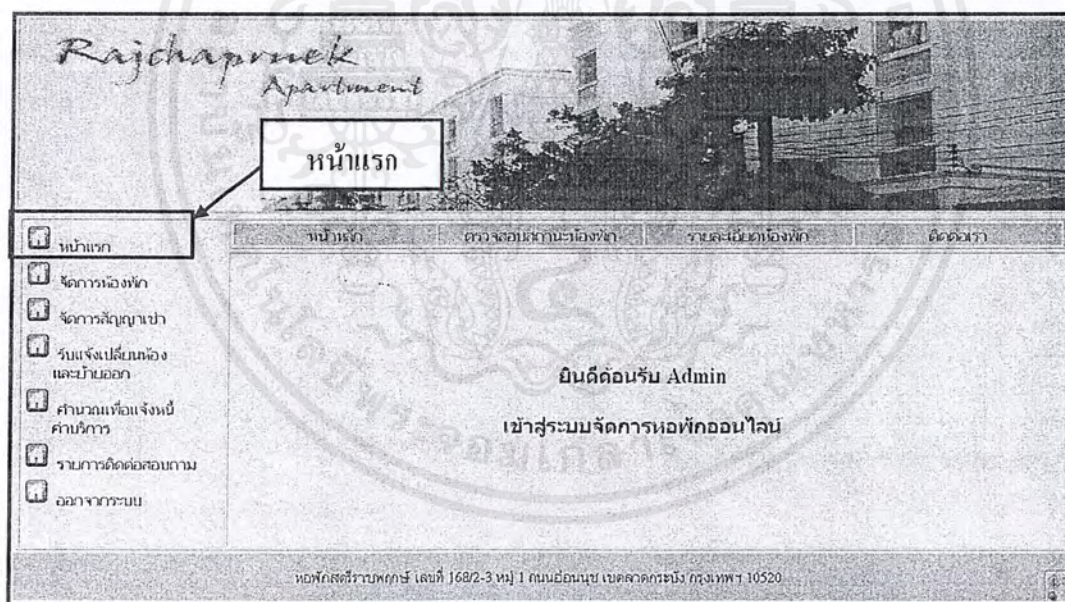 Rajchapruek
Apartment
หน้าแรก
หน้าแรก
จัดการห้องพัก
จัดการสัญญาเช่า
รับแจ้งเปลี่ยนห้อง
และย้ายออก
คำนวณเพื่อแจ้งหนี้
ค่าบริการ
รายการติดต่อสอบถาม
ออกจากระบบ
หน้าหลัก
ตรวจสอบสถานะห้องพัก
รายละเอียดห้องพัก
ติดต่อเรา
ยินดีต้อนรับ Admin
เข้าสู่ระบบจัดการหอพักออนไลน์
หอพักสตรีราชพฤกษ์ เลขที่ 168/2-3 หมู่ 1 ถนนอ่อนนุช เขตลาดกระบัง กรุงเทพฯ 10520